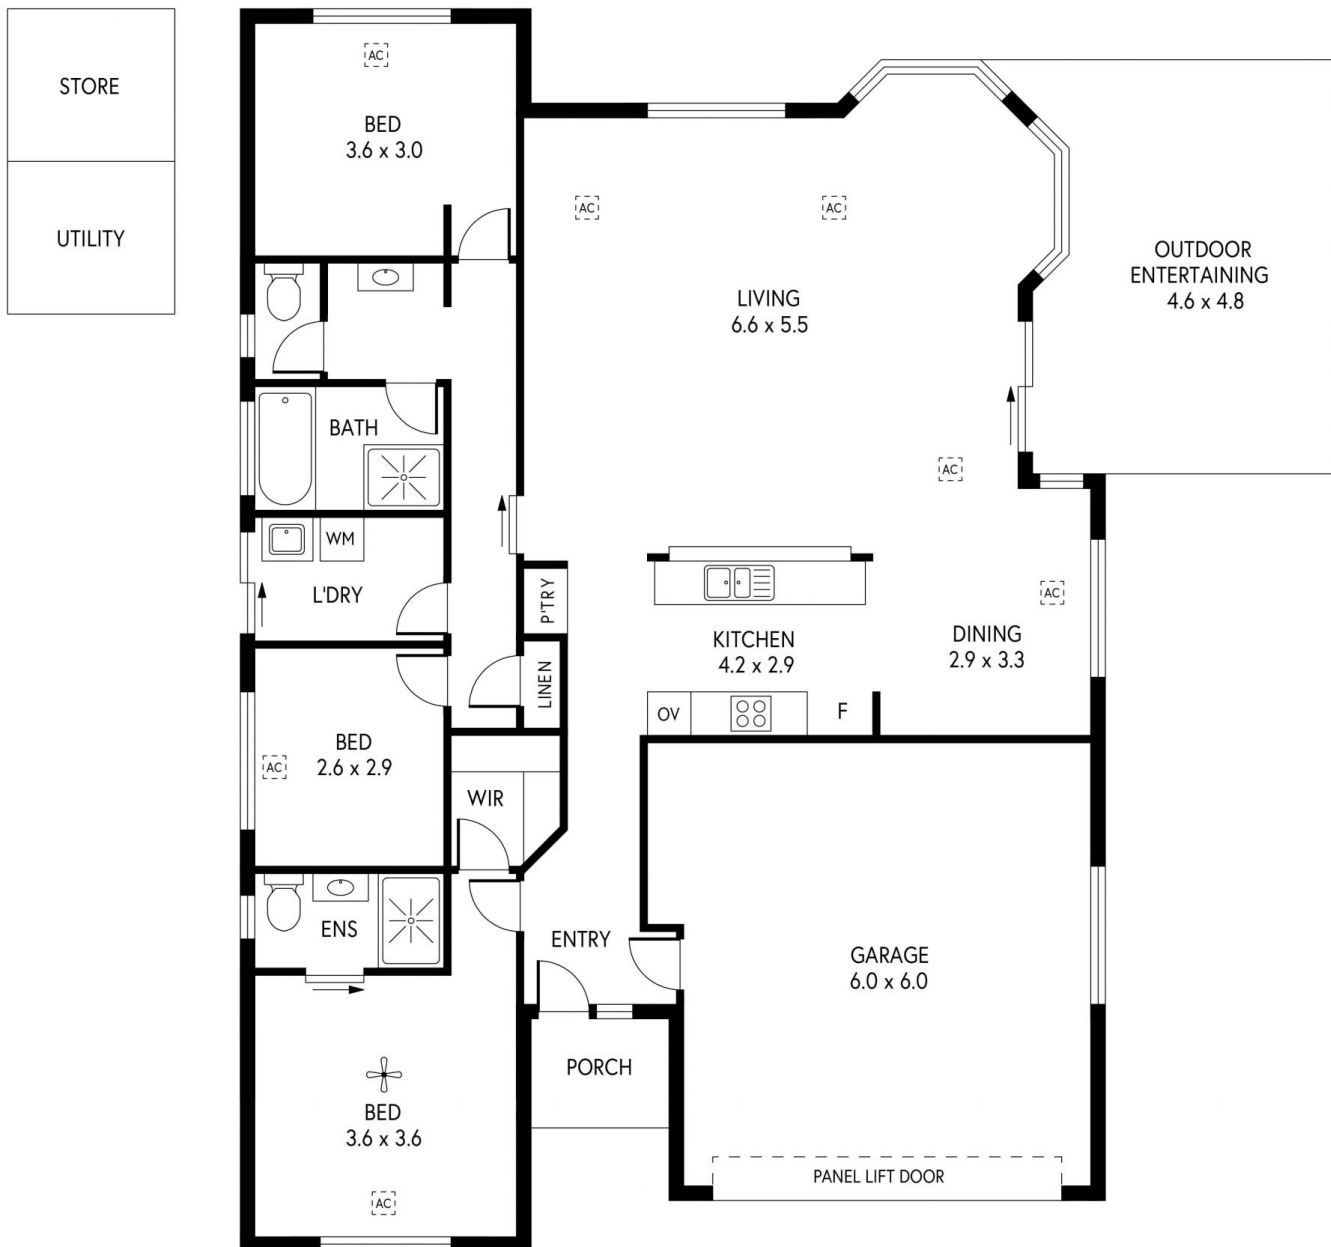 STORE
UTILITY
AC
BED
3.6 x 3.0
AC
AC
LIVING
6.6 x 5.5
OUTDOOR
ENTERTAINING
4.6 x 4.8
BATH
AC
WM
L'DRY
P'TRY
AC
KITCHEN
4.2 x 2.9
DINING
2.9 x 3.3
LINEN
OV
F
BED
2.6 x 2.9
AC
WIR
ENS
ENTRY
GARAGE
6.0 x 6.0
PORCH
BED
3.6 x 3.6
AC
PANEL LIFT DOOR